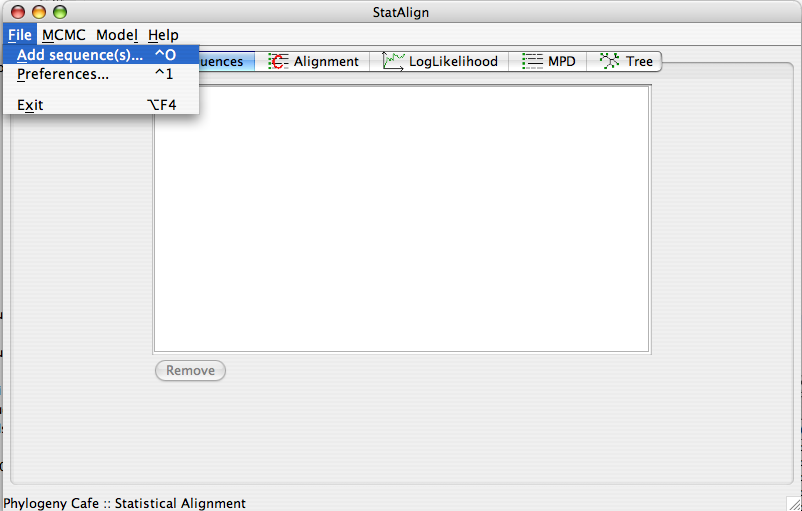 StatAlign
File MCMC Model Help
Add sequence(s)... ^O
Preferences... ^1
Exit ⌥F4
uences Alignment LogLikelihood MPD Tree
Remove
Phylogeny Cafe :: Statistical Alignment